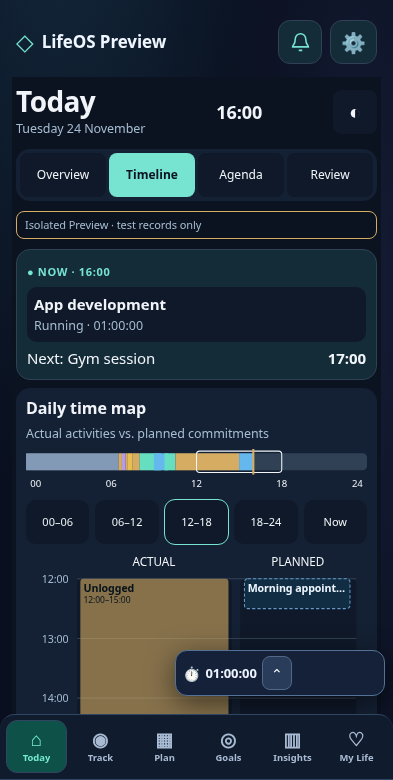 LifeOS Preview
Today
16:00
Tuesday 24 November
Overview
Timeline
Agenda
Review
Isolated Preview · test records only
● NOW · 16:00
App development
Running · 01:00:00
Next: Gym session
17:00
Daily time map
Actual activities vs. planned commitments
00 06 12 18 24
00–06
06–12
12–18
18–24
Now
ACTUAL
PLANNED
12:00
Unlogged
12:00–15:00
Morning appoint...
13:00
01:00:00
14:00
Today
Track
Plan
Goals
Insights
My Life